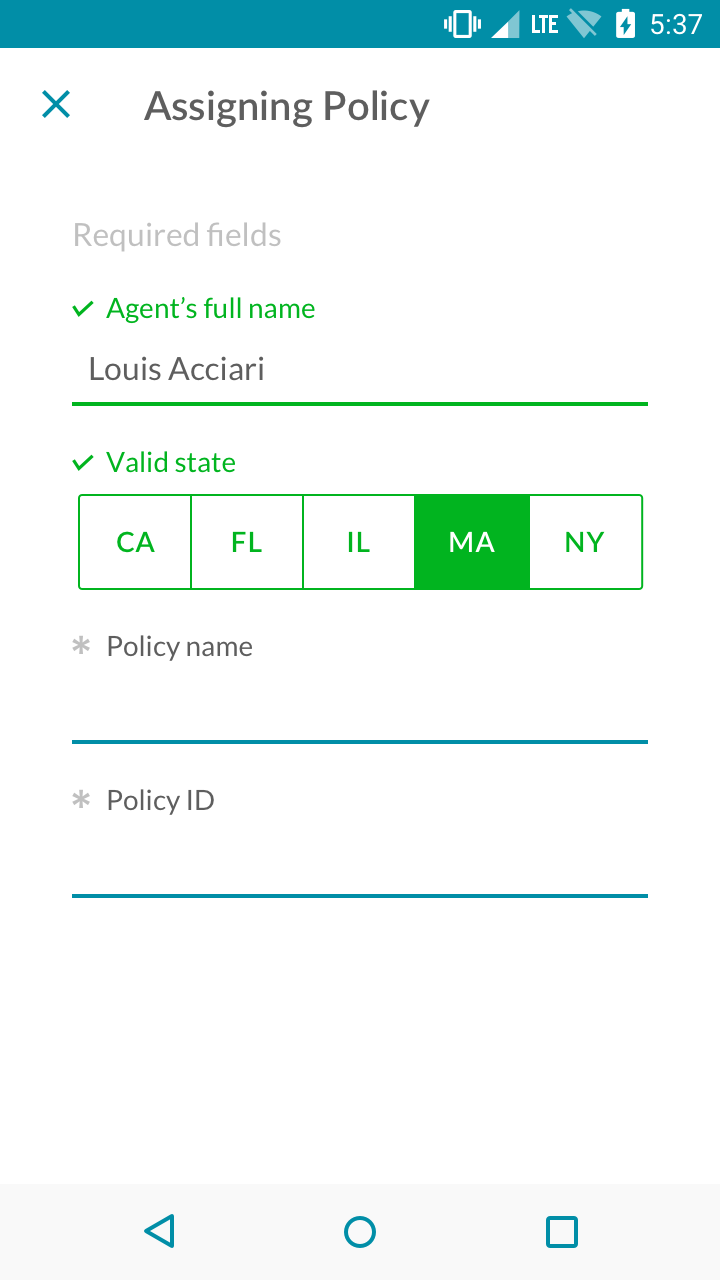 LTE 5:37
Assigning Policy
Required fields
Agent’s full name
Louis Acciari
Valid state
CA FL IL MA NY
* Policy name
* Policy ID